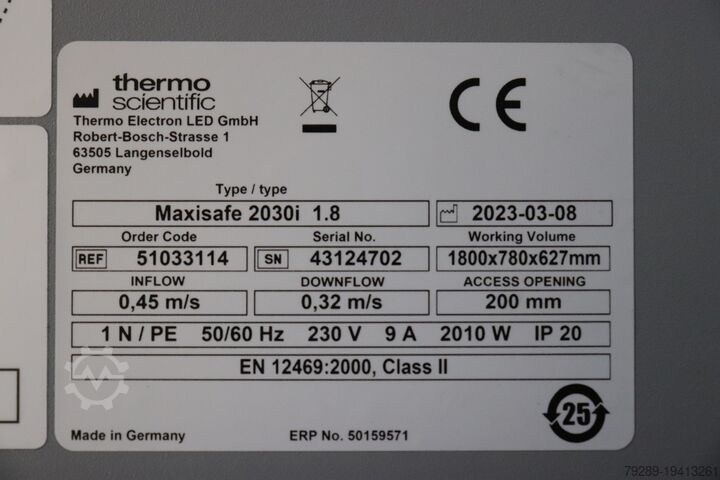 thermo
scientific
Thermo Electron LED GmbH
Robert-Bosch-Strasse 1
63505 Langenselbold
Germany
CE
Type / type
Maxisafe 2030i 1.8
2023-03-08
Order Code
Serial No.
Working Volume
REF
51033114
SN
43124702
1800x780x627mm
INFLOW
DOWNFLOW
ACCESS OPENING
0,45 m/s
0,32 m/s
200 mm
1 N / PE 50/60 Hz 230 V 9 A 2010 W IP 20
EN 12469:2000, Class II
25
Made in Germany
ERP No. 50159571
79289-19413261